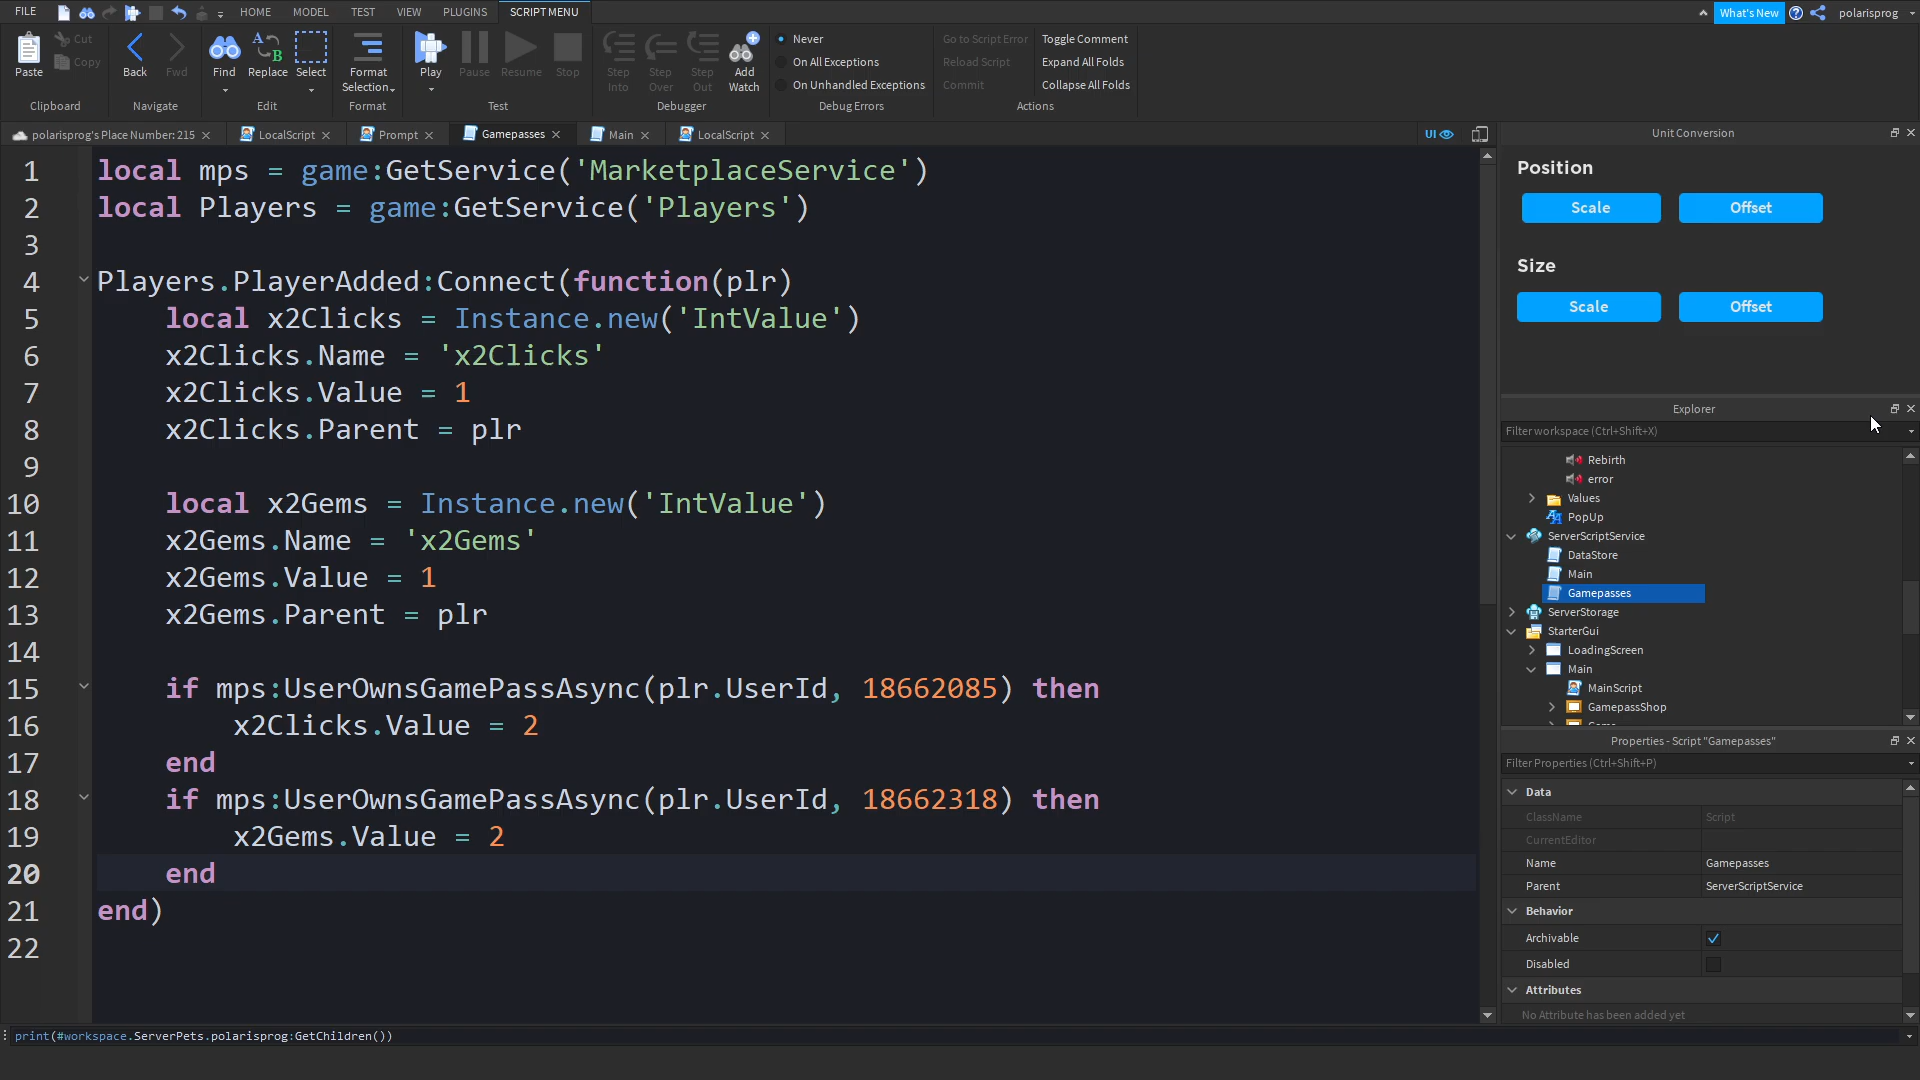 FILE HOME MODEL TEST VIEW PLUGINS SCRIPT MENU What's New polarisprog
Paste Cut Copy Back Fwd Find Replace Select Format Selection Play Pause Resume Stop Step Into Step Over Step Out Add Watch
Never
On All Exceptions
On Unhandled Exceptions
Go to Script Error
Reload Script
Commit
Toggle Comment
Expand All Folds
Collapse All Folds
Clipboard Navigate Edit Format Test Debugger Debug Errors Actions
polarisprog's Place Number: 215 LocalScript Prompt Gamepasses Main LocalScript UI
1 local mps = game:GetService('MarketplaceService')
2 local Players = game:GetService('Players')
3
4 Players.PlayerAdded:Connect(function(plr)
5 local x2Clicks = Instance.new('IntValue')
6 x2Clicks.Name = 'x2Clicks'
7 x2Clicks.Value = 1
8 x2Clicks.Parent = plr
9
10 local x2Gems = Instance.new('IntValue')
11 x2Gems.Name = 'x2Gems'
12 x2Gems.Value = 1
13 x2Gems.Parent = plr
14
15 if mps:UserOwnsGamePassAsync(plr.UserId, 18662085) then
16 x2Clicks.Value = 2
17 end
18 if mps:UserOwnsGamePassAsync(plr.UserId, 18662318) then
19 x2Gems.Value = 2
20 end
21 end)
22
Unit Conversion
Position
Scale Offset
Size
Scale Offset
Explorer
Filter workspace (Ctrl+Shift+X)
Rebirth
error
Values
PopUp
ServerScriptService
DataStore
Main
Gamepasses
ServerStorage
StarterGui
LoadingScreen
Main
MainScript
GamepassShop
Properties - Script "Gamepasses"
Filter Properties (Ctrl+Shift+P)
Data
ClassName Script
CurrentEditor
Name Gamepasses
Parent ServerScriptService
Behavior
Archivable
Disabled
Attributes
No Attribute has been added yet
print(#workspace.ServerPets.polarisprog:GetChildren())